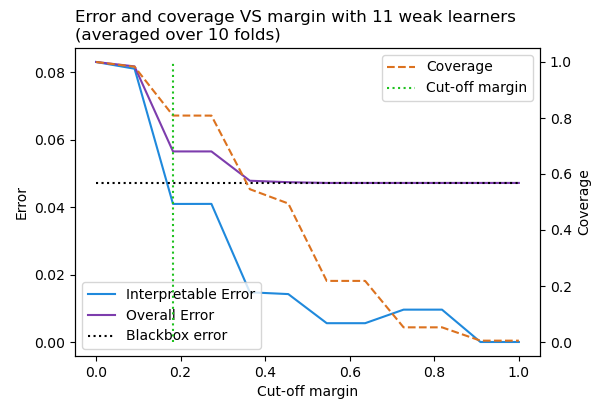 Error and coverage VS margin with 11 weak learners
(averaged over 10 folds)
Coverage
Cut-off margin
Interpretable Error
Overall Error
Blackbox error
Error
0.08
0.06
0.04
0.02
0.00
Coverage
1.0
0.8
0.6
0.4
0.2
0.0
0.0 0.2 0.4 0.6 0.8 1.0
Cut-off margin